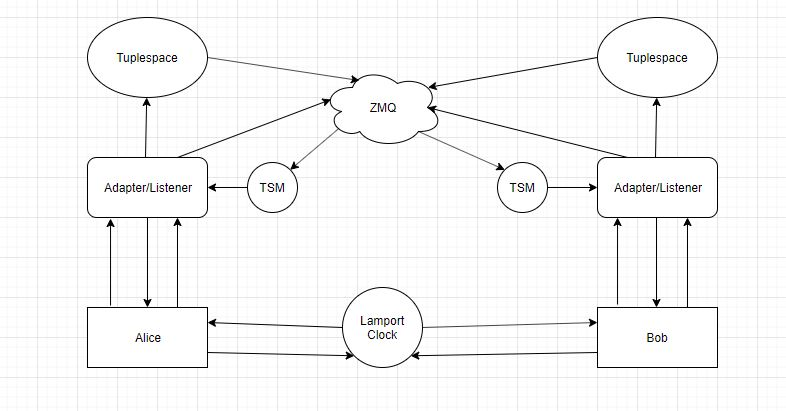 Tuplespace
Tuplespace
ZMQ
Adapter/Listener
TSM
TSM
Adapter/Listener
Lamport
Clock
Alice
Bob